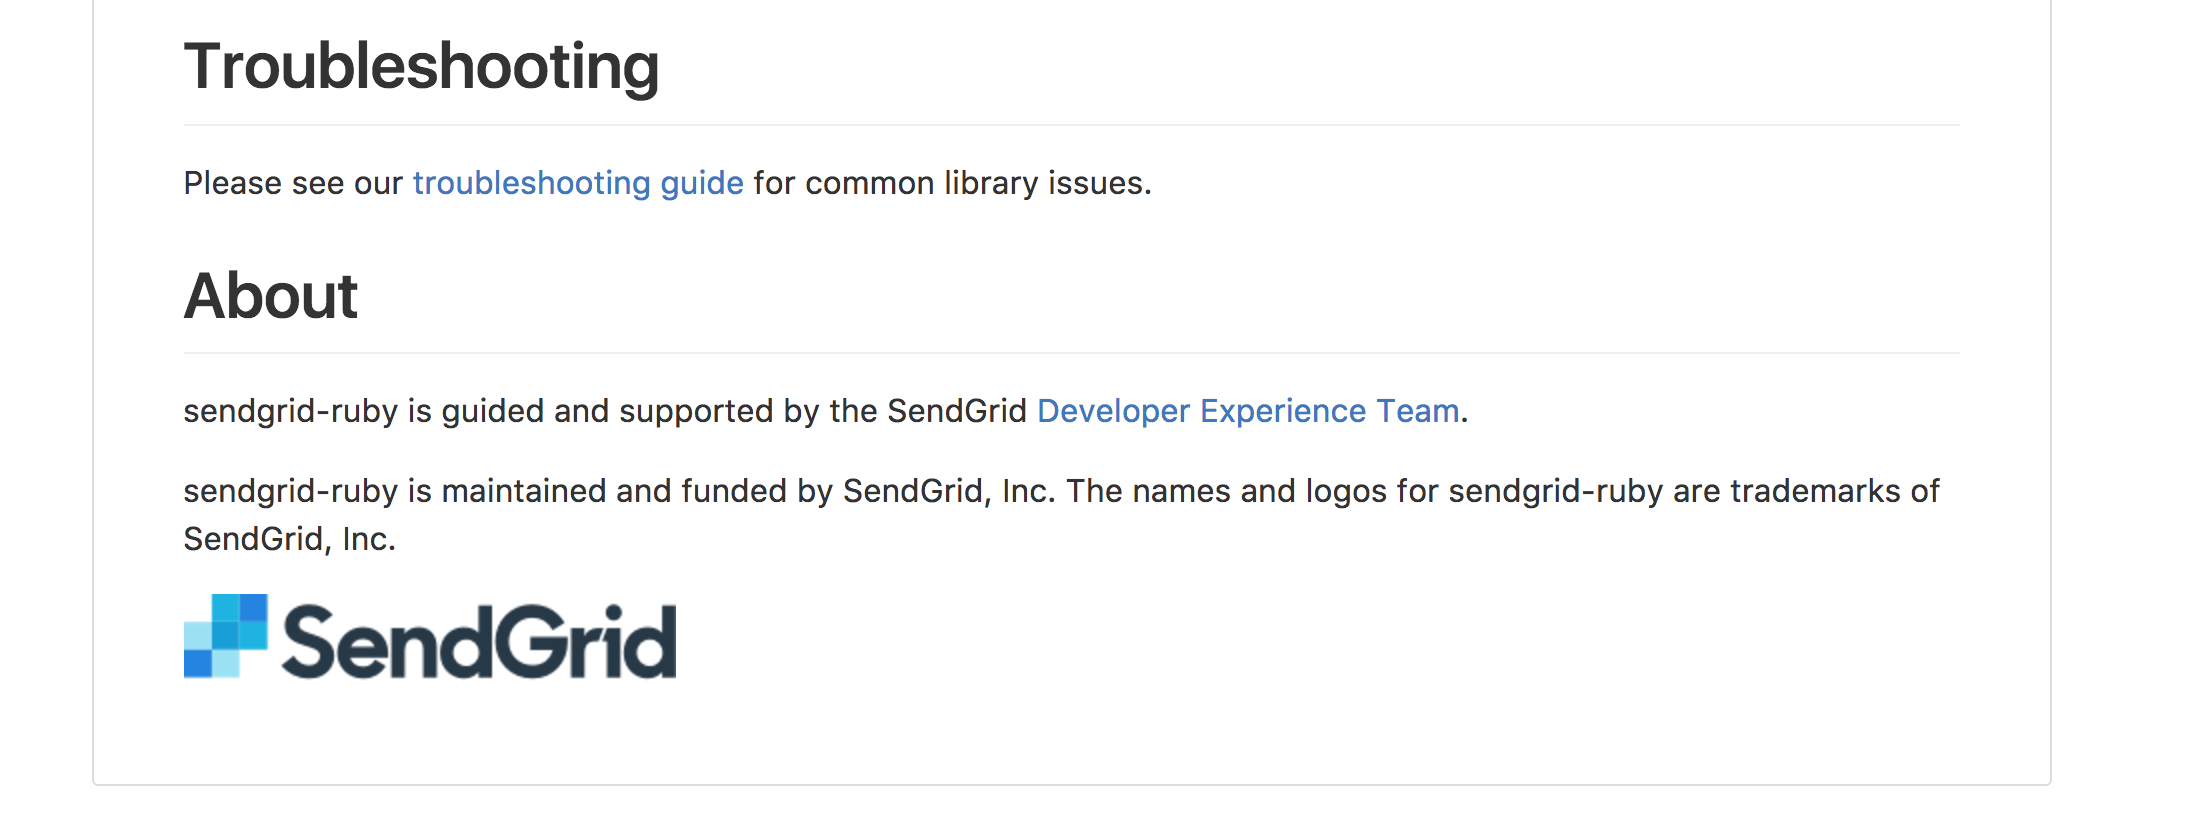 Troubleshooting
Please see our troubleshooting guide for common library issues.
About
sendgrid-ruby is guided and supported by the SendGrid Developer Experience Team.
sendgrid-ruby is maintained and funded by SendGrid, Inc. The names and logos for sendgrid-ruby are trademarks of
SendGrid, Inc.
SendGrid